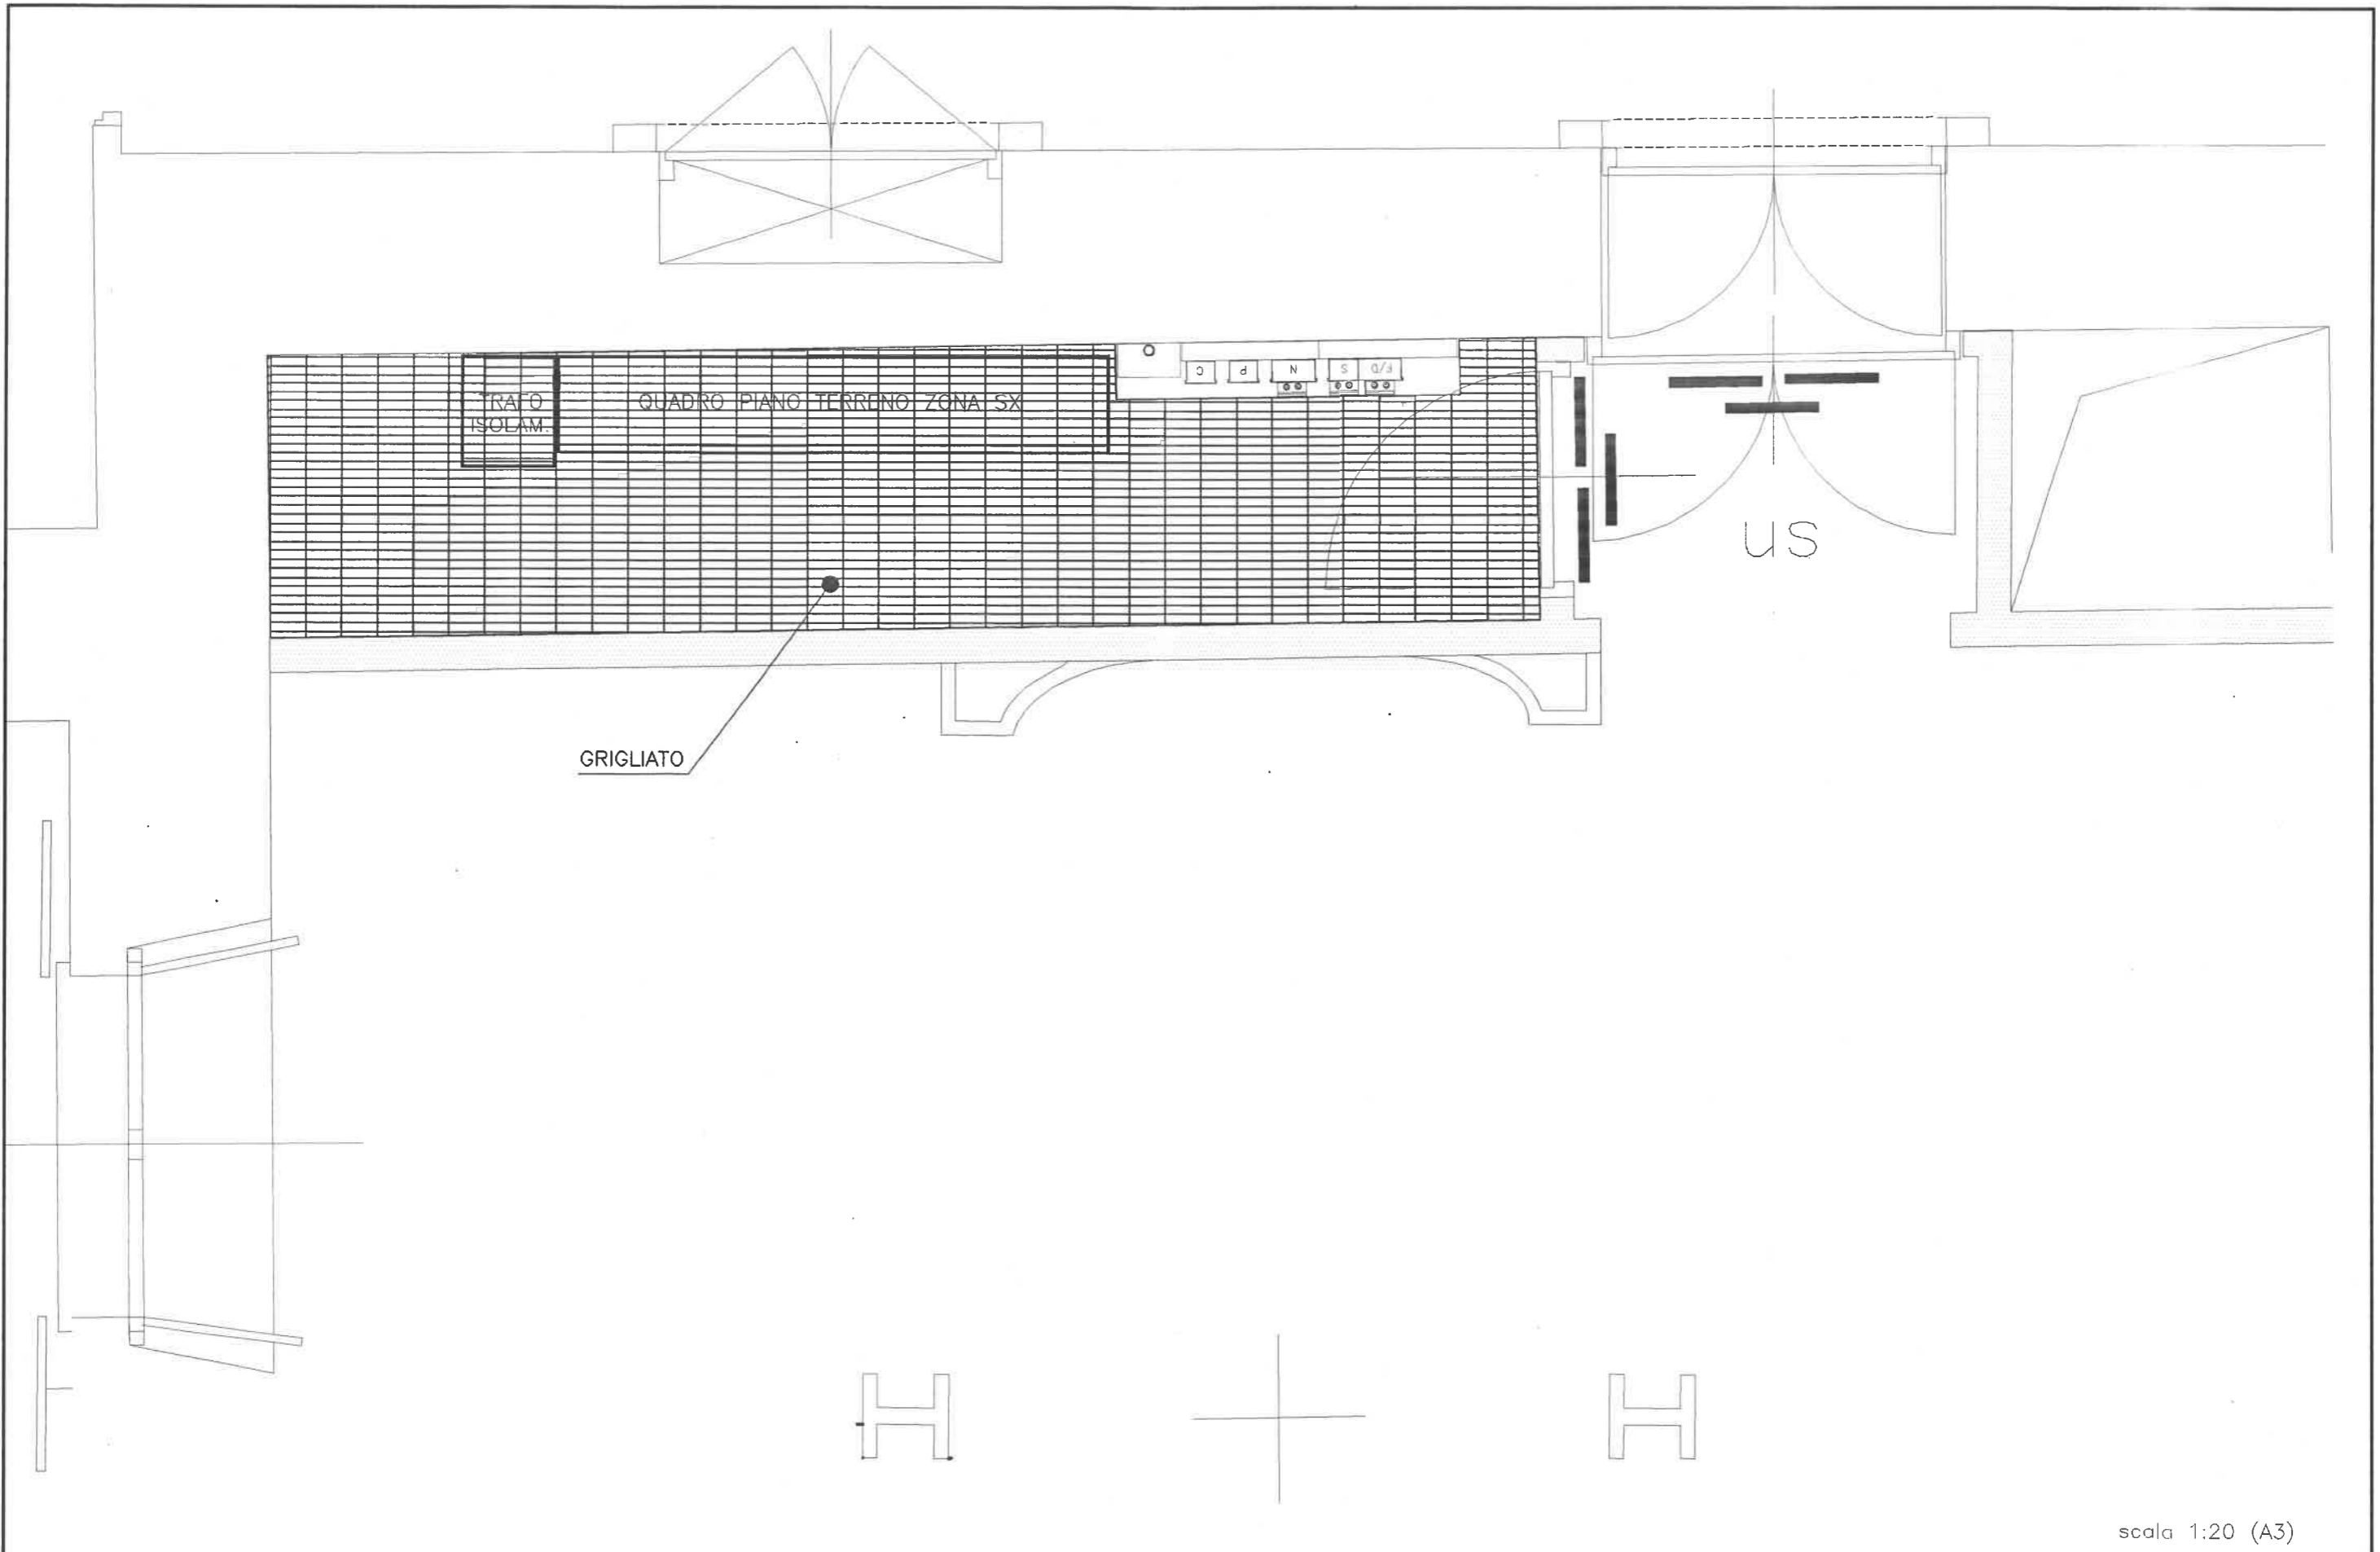 TRAFO
ISOLAM.
QUADRO PIANO TERRENO ZONA SX
C P N S F/D
us
GRIGLIATO
scala 1:20 (A3)